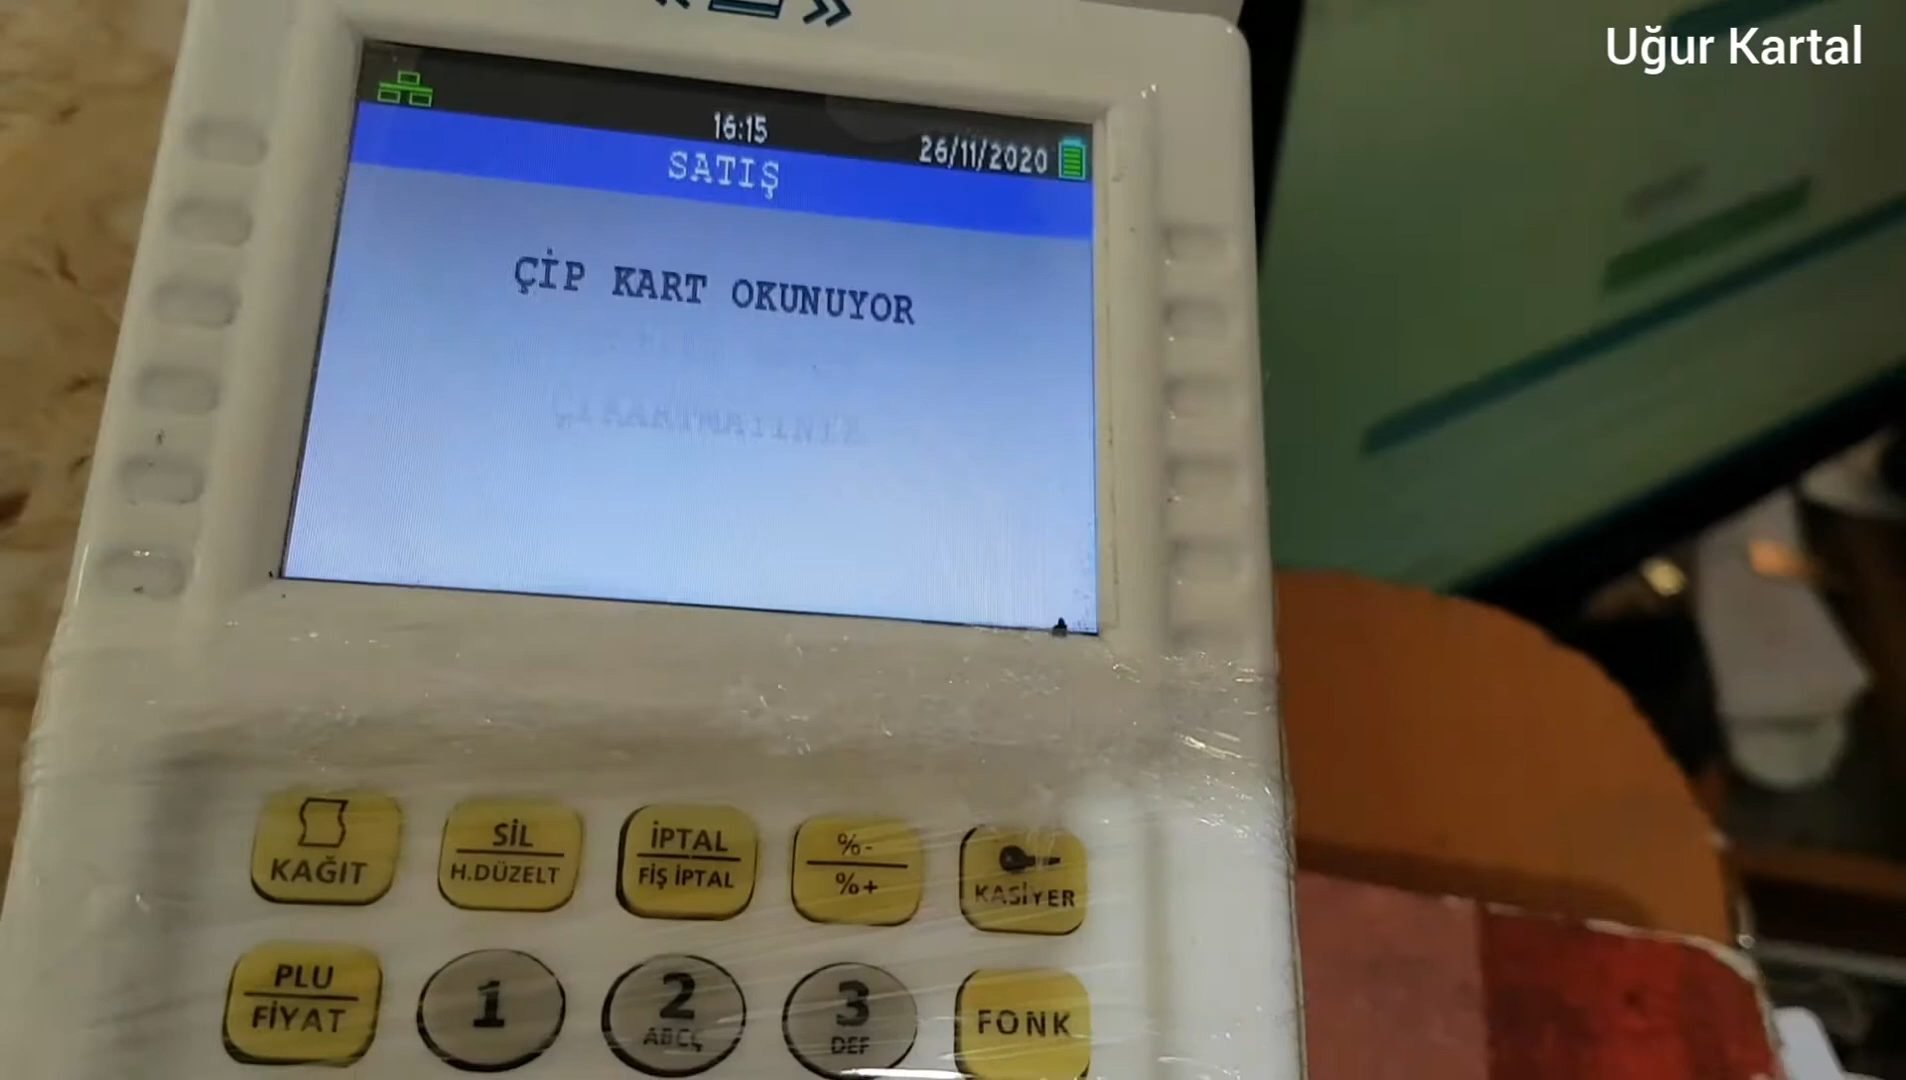 Uğur Kartal
16:15
26/11/2020
SATIŞ
ÇİP KART OKUNUYOR
KAĞIT
SİL
H.DÜZELT
İPTAL
FİŞ İPTAL
%-
%+
KASİYER
PLU
FİYAT
1
2
ABCÇ
3
DEF
FONK